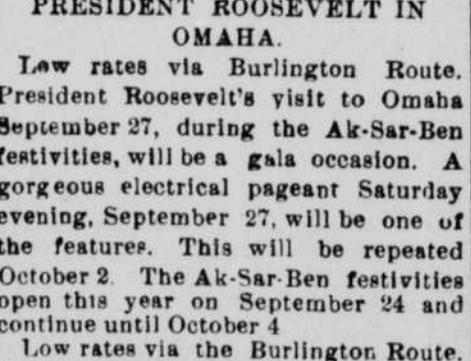 PRESIDENT ROOSEVELT IN
OMAHA.
Low rates via Burlington Route.
President Roosevelt's visit to Omaha
September 27, during the Ak-Sar-Ben
festivities, will be a gala occasion. A
gorgeous electrical pageant Saturday
evening, September 27, will be one of
the features. This will be repeated
October 2. The Ak-Sar-Ben festivities
open this year on September 24 and
continue until October 4
Low rates via the Burlington Route.